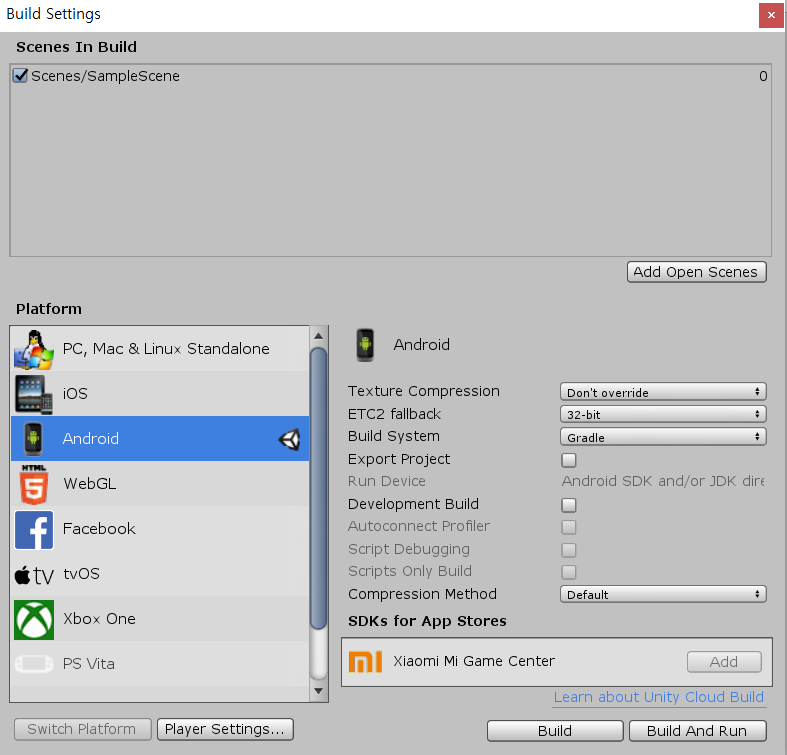 Build Settings
Scenes In Build
Scenes/SampleScene 0
Add Open Scenes
Platform
PC, Mac & Linux Standalone
iOS
Android
HTML
5
WebGL
Facebook
tv tvOS
Xbox One
PS Vita
Switch Platform
Player Settings...
Android
Texture Compression Don't override
ETC2 fallback 32-bit
Build System Gradle
Export Project
Run Device Android SDK and/or JDK dire
Development Build
Autoconnect Profiler
Script Debugging
Scripts Only Build
Compression Method Default
SDKs for App Stores
mi Xiaomi Mi Game Center Add
Learn about Unity Cloud Build
Build
Build And Run